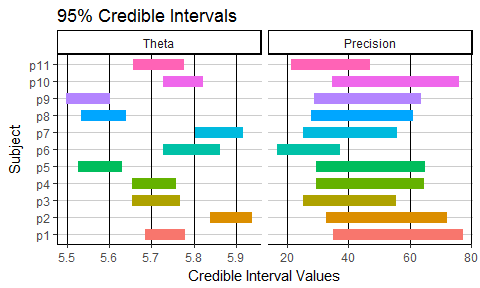 95% Credible Intervals
Theta
Precision
p11
p10
p9
p8
p7
p6
p5
p4
p3
p2
p1
Subject
5.5 5.6 5.7 5.8 5.9
20 40 60 80
Credible Interval Values